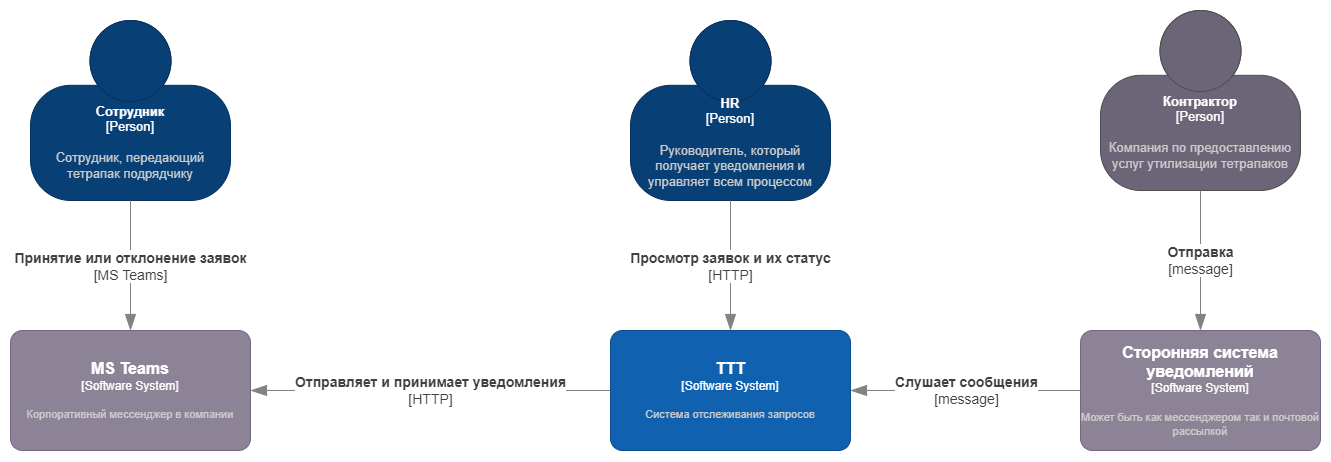 Сотрудник
[Person]
Сотрудник, передающий
тетрапак подрядчику
HR
[Person]
Руководитель, который
получает уведомления и
управляет всем процессом
Контрактор
[Person]
Компания по предоставлению
услуг утилизации тетрапаков
Принятие или отклонение заявок
[MS Teams]
Просмотр заявок и их статус
[HTTP]
Отправка
[message]
MS Teams
[Software System]
Корпоративный мессенджер в компании
Отправляет и принимает уведомления
[HTTP]
TTT
[Software System]
Система отслеживания запросов
Слушает сообщения
[message]
Сторонняя система
уведомлений
[Software System]
Может быть как мессенджером так и почтовой
рассылкой